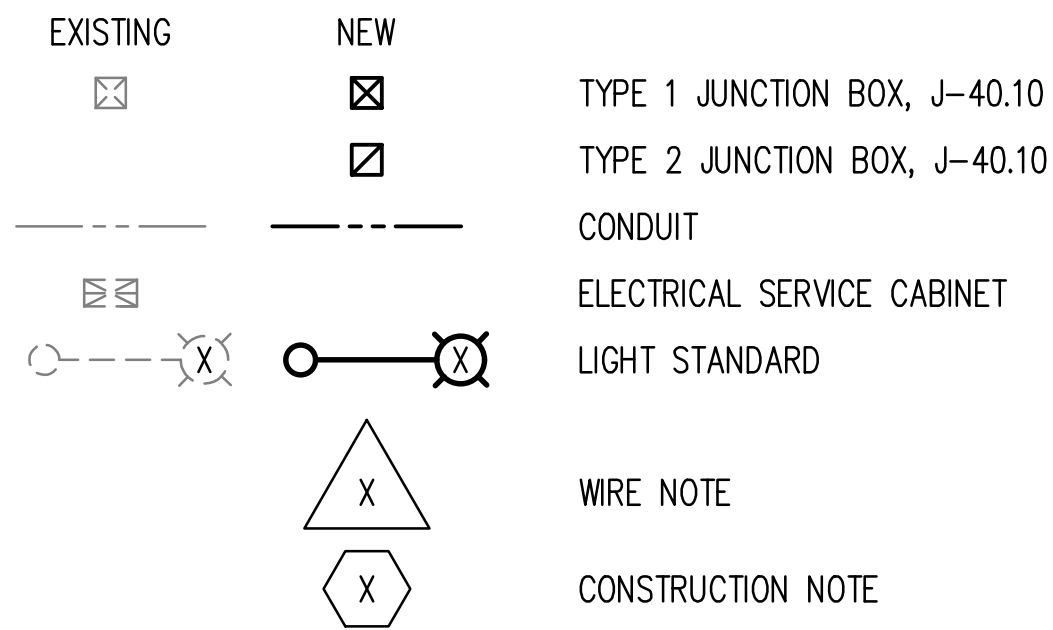 EXISTING NEW
TYPE 1 JUNCTION BOX, J-40.10
TYPE 2 JUNCTION BOX, J-40.10
CONDUIT
ELECTRICAL SERVICE CABINET
X X LIGHT STANDARD
X WIRE NOTE
X CONSTRUCTION NOTE